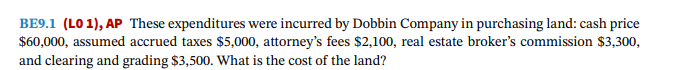 BE9.1 (LO 1), AP These expenditures were incurred by Dobbin Company in purchasing land: cash price
$60,000, assumed accrued taxes $5,000, attorney’s fees $2,100, real estate broker’s commission $3,300,
and clearing and grading $3,500. What is the cost of the land?